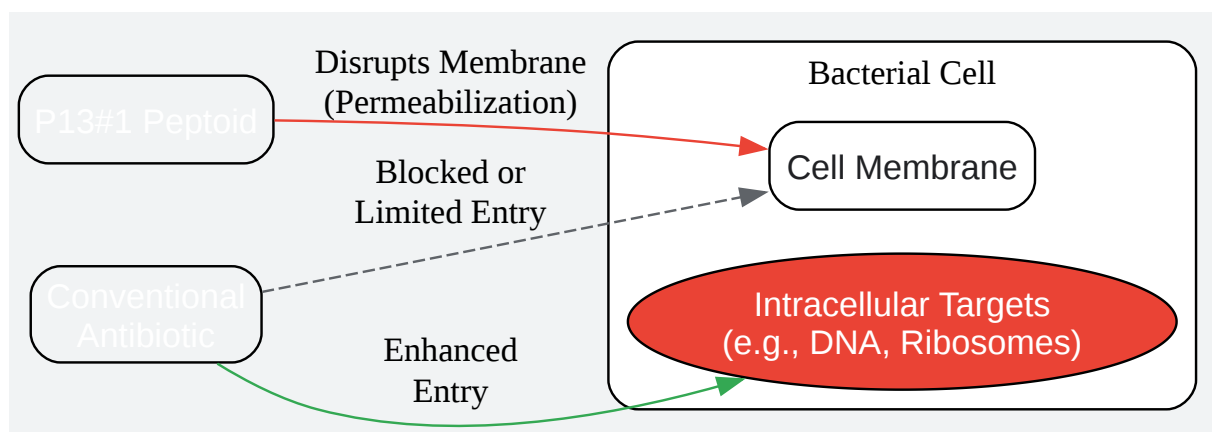 Disrupts Membrane
(Permeabilization)
Bacterial Cell
P13#1 Peptoid
Cell Membrane
Blocked or
Limited Entry
Conventional
Antibiotic
Intracellular Targets
(e.g., DNA, Ribosomes)
Enhanced
Entry